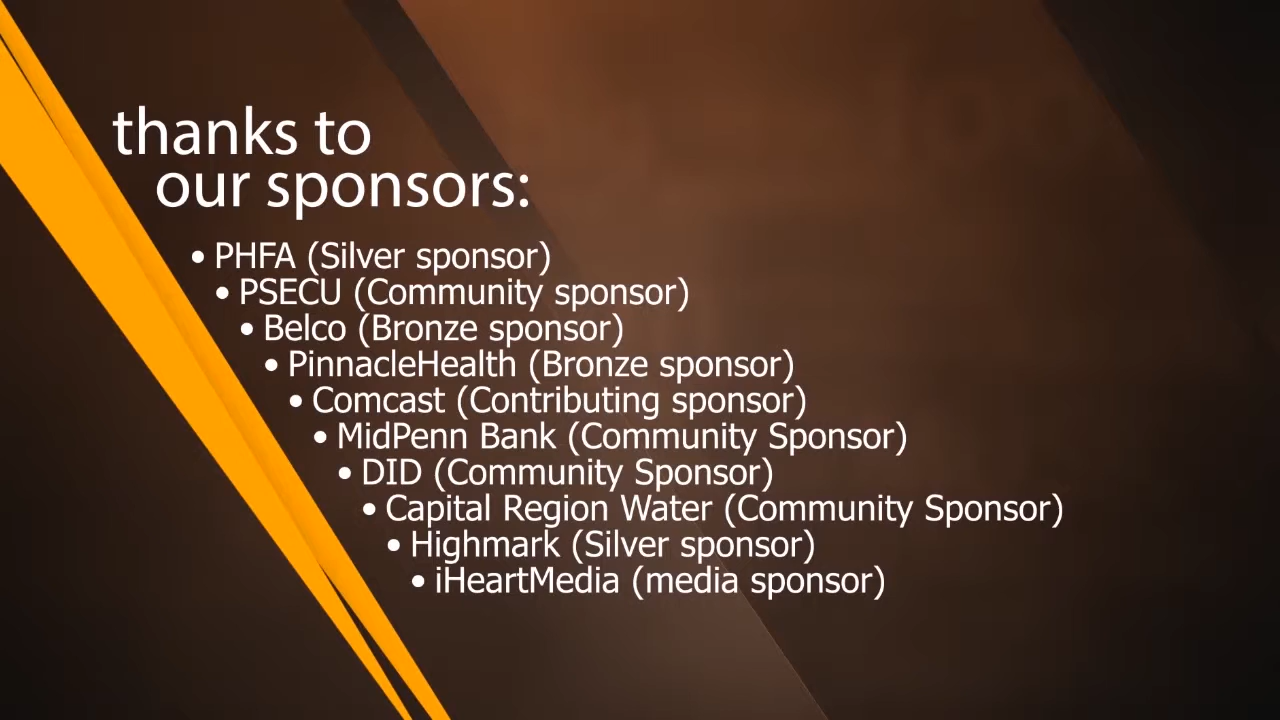 thanks to
our sponsors:
• PHFA (Silver sponsor)
• PSECU (Community sponsor)
• Belco (Bronze sponsor)
• PinnacleHealth (Bronze sponsor)
• Comcast (Contributing sponsor)
• MidPenn Bank (Community Sponsor)
• DID (Community Sponsor)
• Capital Region Water (Community Sponsor)
• Highmark (Silver sponsor)
• iHeartMedia (media sponsor)